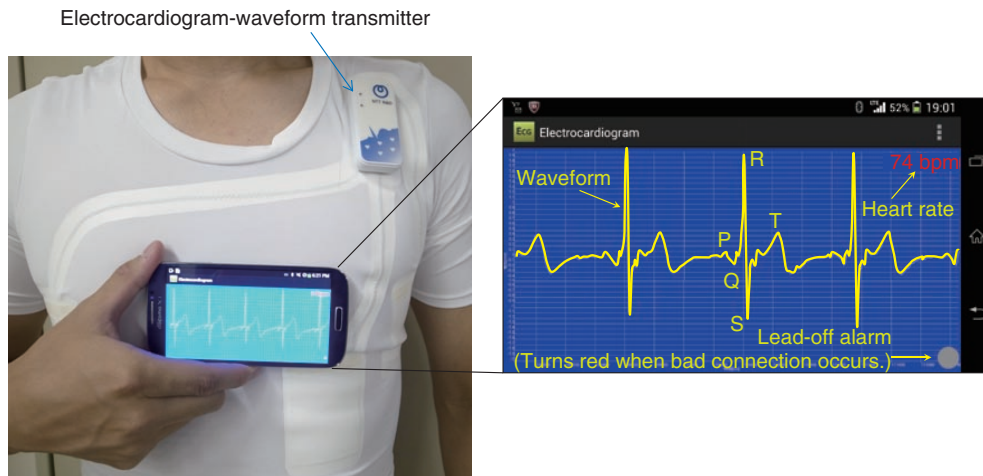 Electrocardiogram-waveform transmitter
52% 19:01
Ecg Electrocardiogram
74 bpm
Waveform
R
Heart rate
P
T
Q
S
Lead-off alarm
(Turns red when bad connection occurs.)
Electrocardiogram